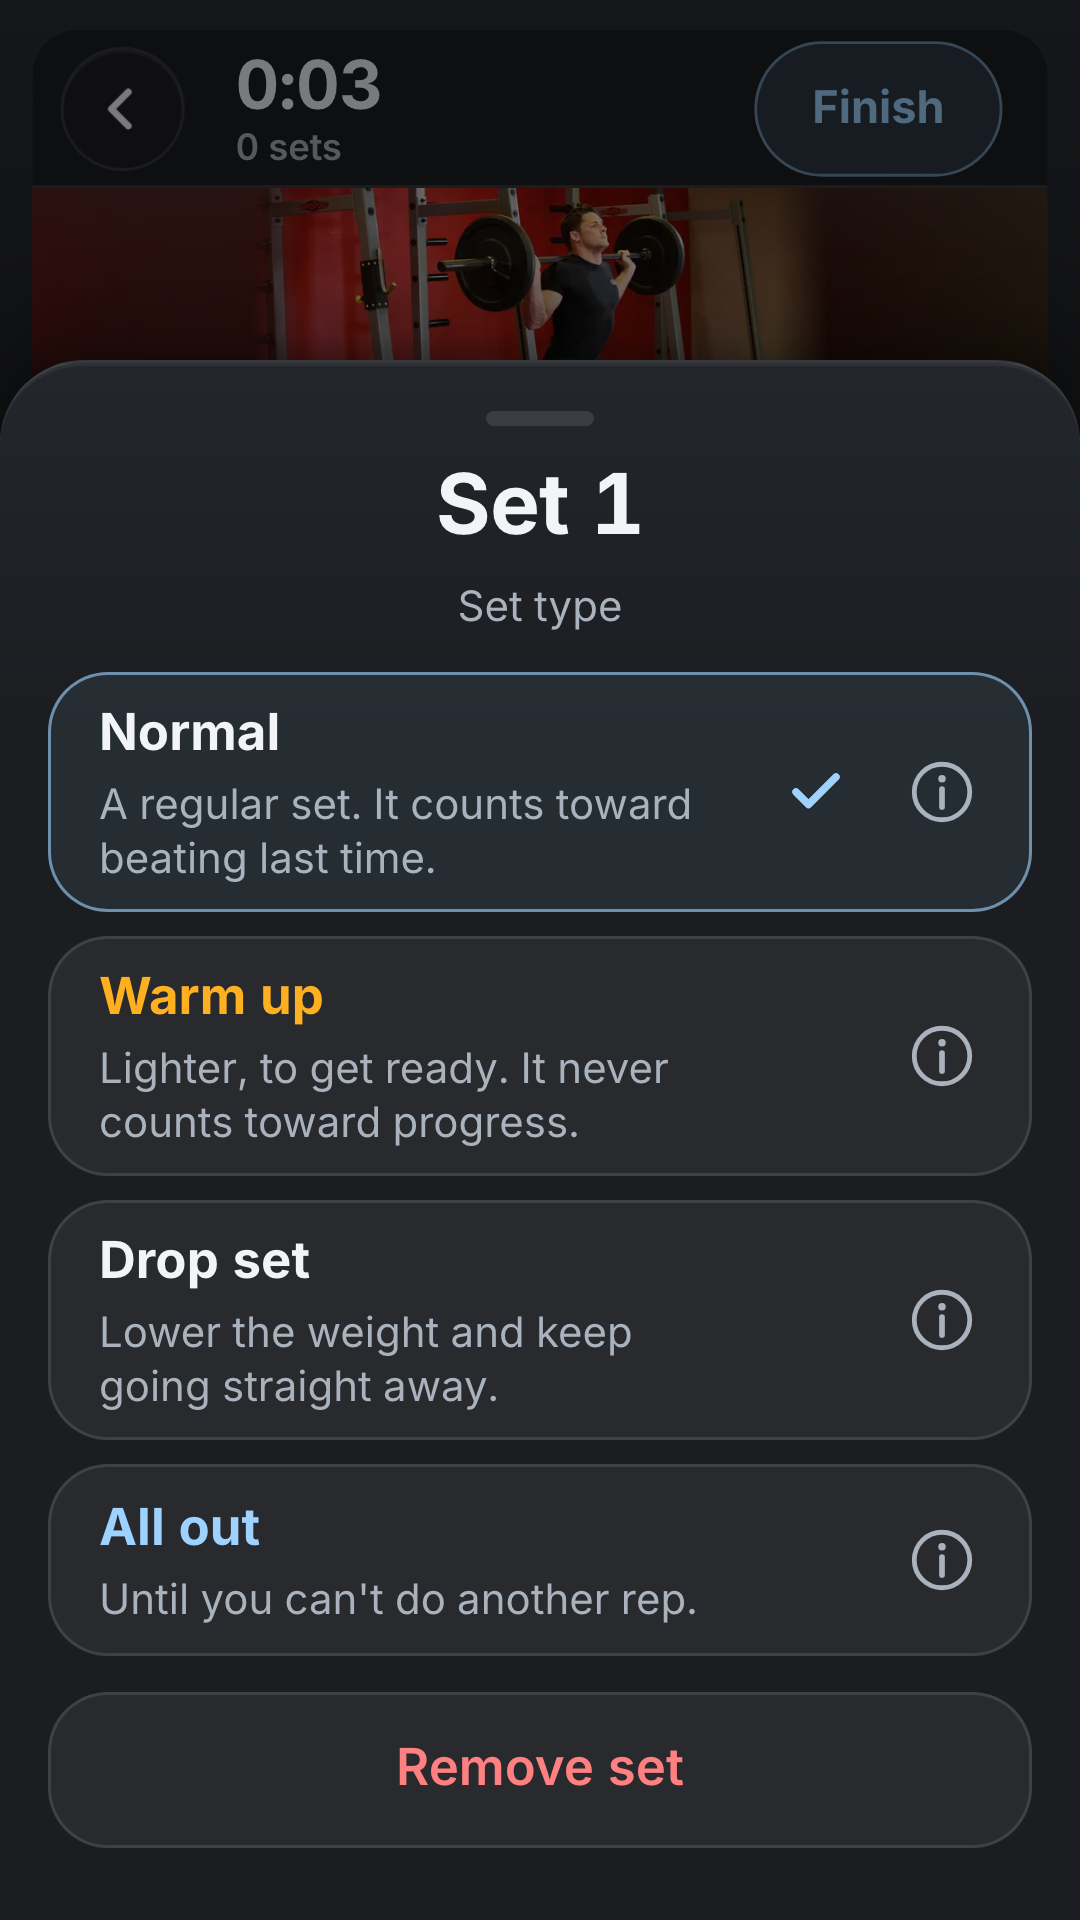 0:03
0 sets
Finish
Set 1
Set type
Normal
A regular set. It counts toward
beating last time.
Warm up
Lighter, to get ready. It never
counts toward progress.
Drop set
Lower the weight and keep
going straight away.
All out
Until you can't do another rep.
Remove set